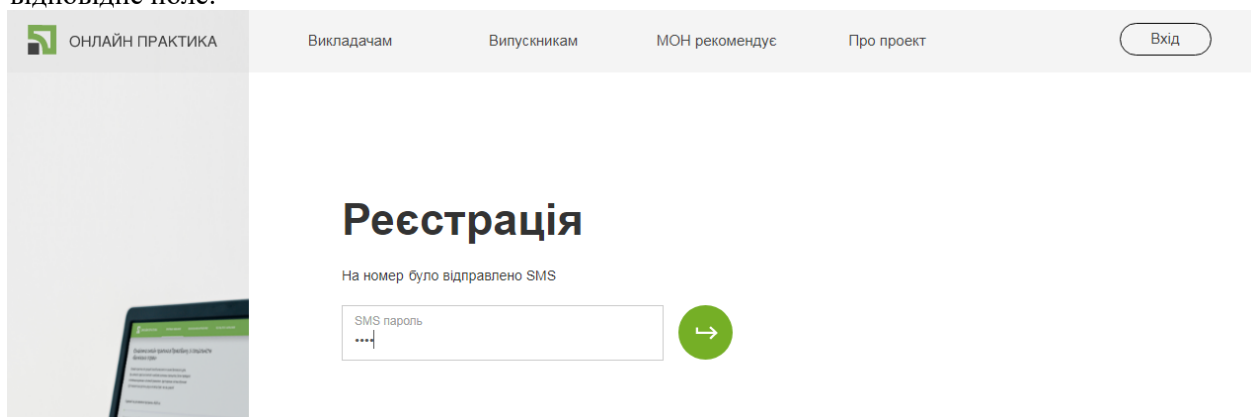 відповідне поле.
ОНЛАЙН ПРАКТИКА Викладачам Випускникам МОН рекомендує Про проект Вхід
Реєстрація
На номер було відправлено SMS
SMS пароль
••••